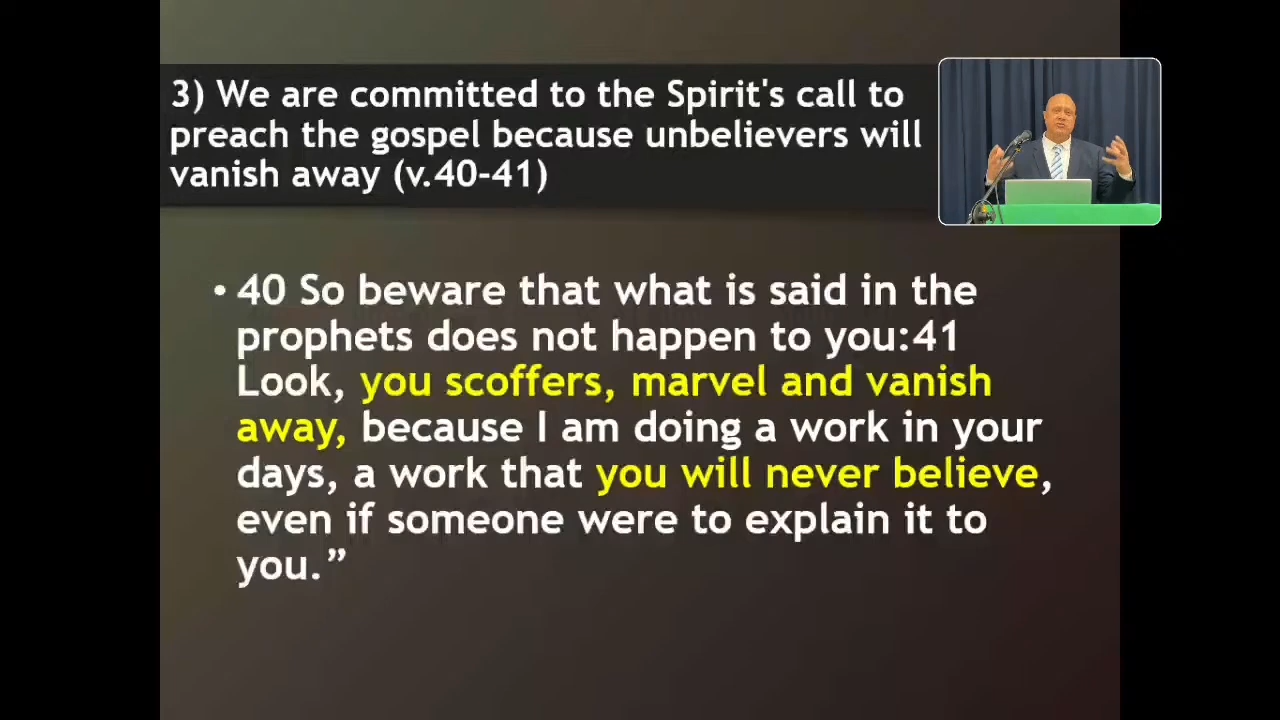 3) We are committed to the Spirit's call to
preach the gospel because unbelievers will
vanish away (v.40-41)
• 40 So beware that what is said in the
prophets does not happen to you:41
Look, you scoffers, marvel and vanish
away, because I am doing a work in your
days, a work that you will never believe,
even if someone were to explain it to
you.”